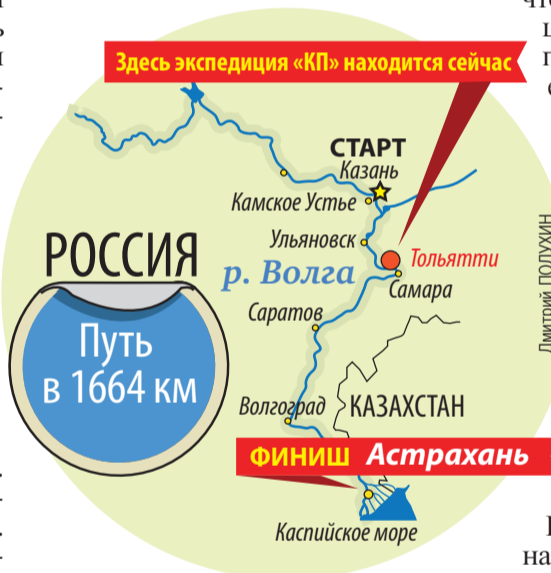 Здесь экспедиция «КП» находится сейчас
СТАРТ
Казань
Камское Устье
Ульяновск
Тольятти
РОССИЯ
р. Волга
Самара
Саратов
Путь
в 1664 км
Волгоград
КАЗАХСТАН
ФИНИШ Астрахань
Каспийское море
Дмитрий ПОЛУХИН
на